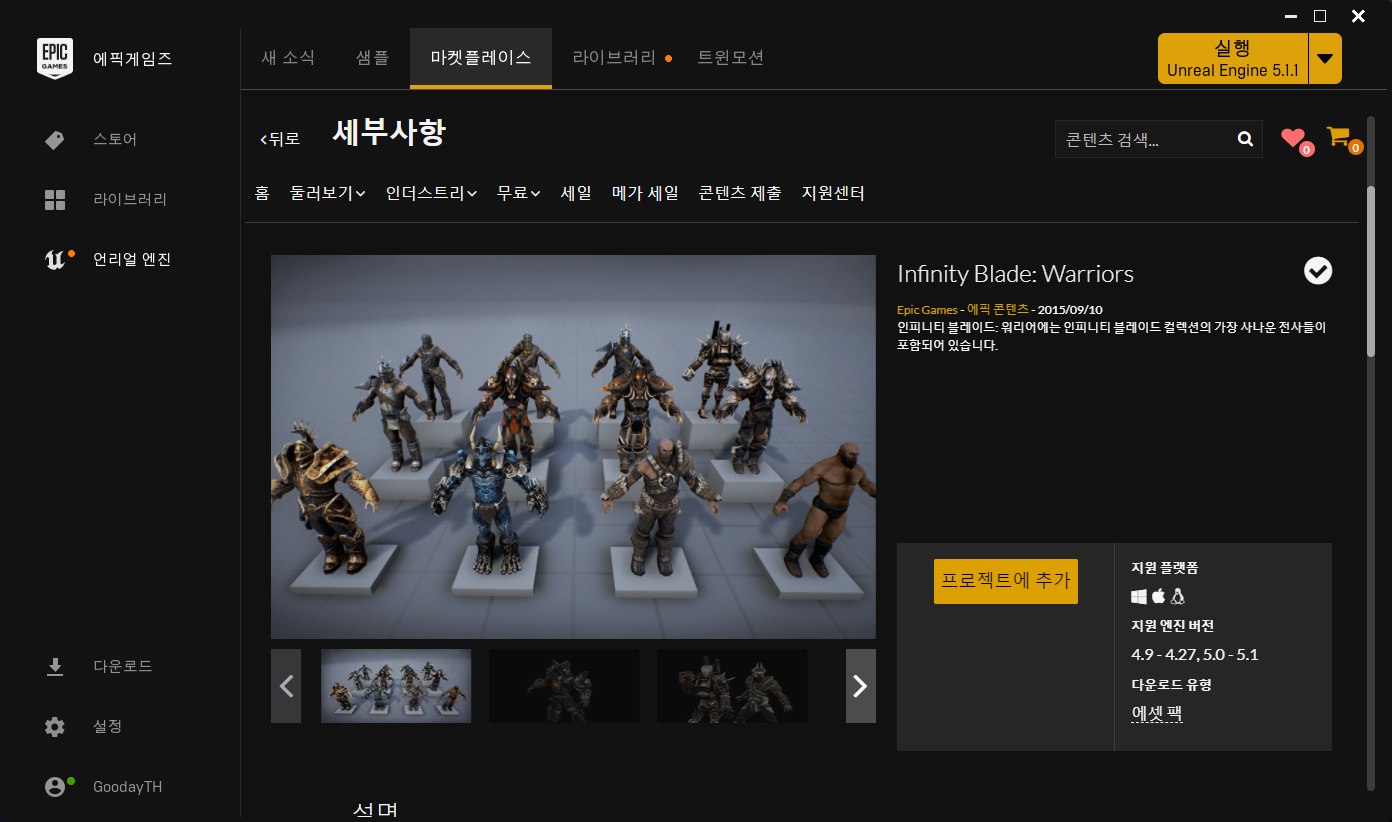 EPIC
GAMES
에픽게임즈
새 소식
샘플
마켓플레이스
라이브러리
트윈모션
실행
Unreal Engine 5.1.1
스토어
라이브러리
언리얼 엔진
뒤로
세부사항
콘텐츠 검색...
0
0
홈
둘러보기
인더스트리
무료
세일
메가 세일
콘텐츠 제출
지원센터
Infinity Blade: Warriors
Epic Games - 에픽 콘텐츠 - 2015/09/10
인피니티 블레이드: 워리어에는 인피니티 블레이드 컬렉션의 가장 사나운 전사들이
포함되어 있습니다.
프로젝트에 추가
지원 플랫폼
지원 엔진 버전
4.9 - 4.27, 5.0 - 5.1
다운로드 유형
에셋 팩
다운로드
설정
GoodayTH
설명